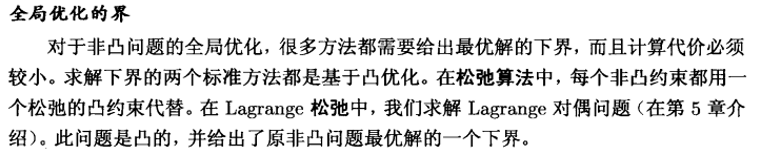 全局优化的界
对于非凸问题的全局优化，很多方法都需要给出最优解的下界，而且计算代价必须
较小。求解下界的两个标准方法都是基于凸优化。在松弛算法中，每个非凸约束都用一
个松弛的凸约束代替。在 Lagrange 松弛中，我们求解 Lagrange 对偶问题（在第 5 章介
绍）。此问题是凸的，并给出了原非凸问题最优解的一个下界。